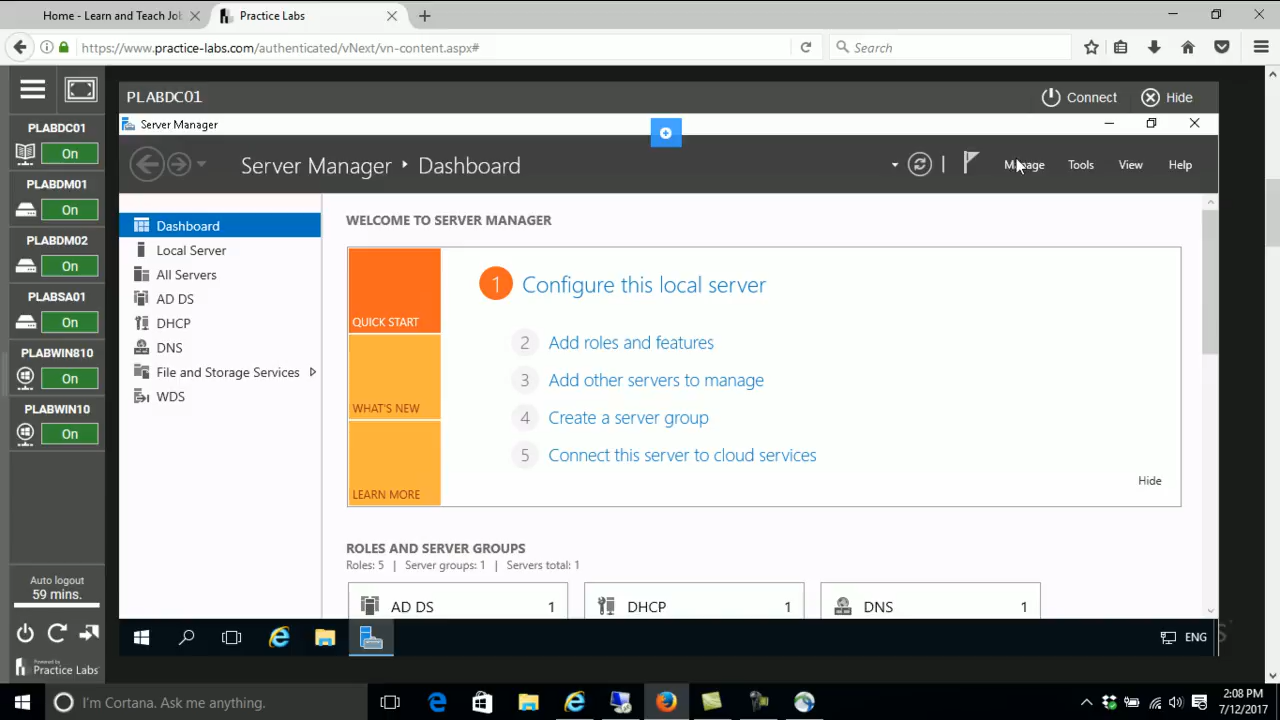 Home - Learn and Teach Jol
Practice Labs
https://www.practice-labs.com/authenticated/vNext/vn-content.aspx#
Search
PLABDC01
Connect
Hide
PLABDC01
On
PLABDM01
On
PLABDM02
On
PLABSA01
On
PLABWIN810
On
PLABWIN10
On
Auto logout
59 mins.
Powered by
Practice Labs
Server Manager
Server Manager ‣ Dashboard
Manage
Tools
View
Help
Dashboard
Local Server
All Servers
AD DS
DHCP
DNS
File and Storage Services
WDS
WELCOME TO SERVER MANAGER
QUICK START
WHAT'S NEW
LEARN MORE
1 Configure this local server
2 Add roles and features
3 Add other servers to manage
4 Create a server group
5 Connect this server to cloud services
Hide
ROLES AND SERVER GROUPS
Roles: 5 | Server groups: 1 | Servers total: 1
AD DS 1
DHCP 1
DNS 1
ENG
I'm Cortana. Ask me anything.
2:08 PM
7/12/2017